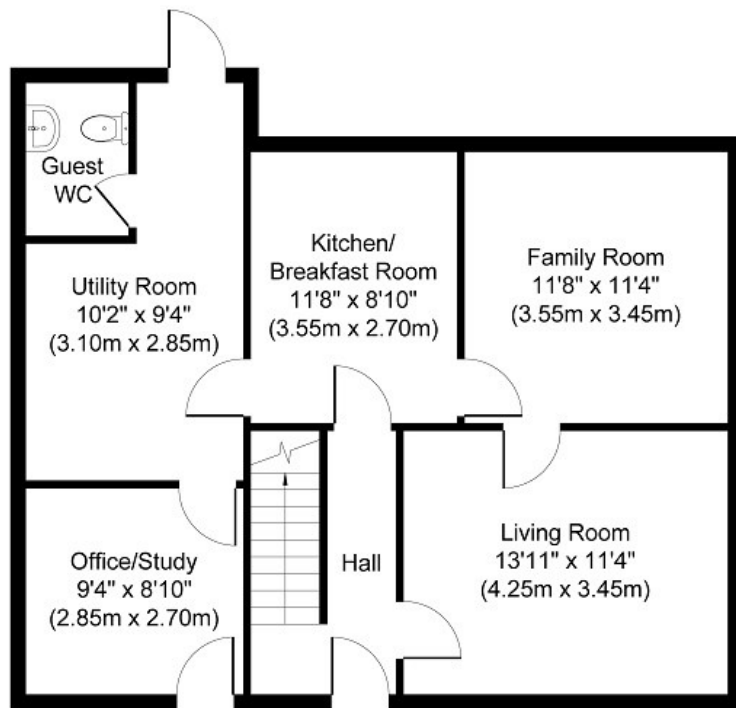 Guest
WC
Utility Room
10'2" x 9'4"
(3.10m x 2.85m)
Kitchen/
Breakfast Room
11'8" x 8'10"
(3.55m x 2.70m)
Family Room
11'8" x 11'4"
(3.55m x 3.45m)
Office/Study
9'4" x 8'10"
(2.85m x 2.70m)
Hall
Living Room
13'11" x 11'4"
(4.25m x 3.45m)